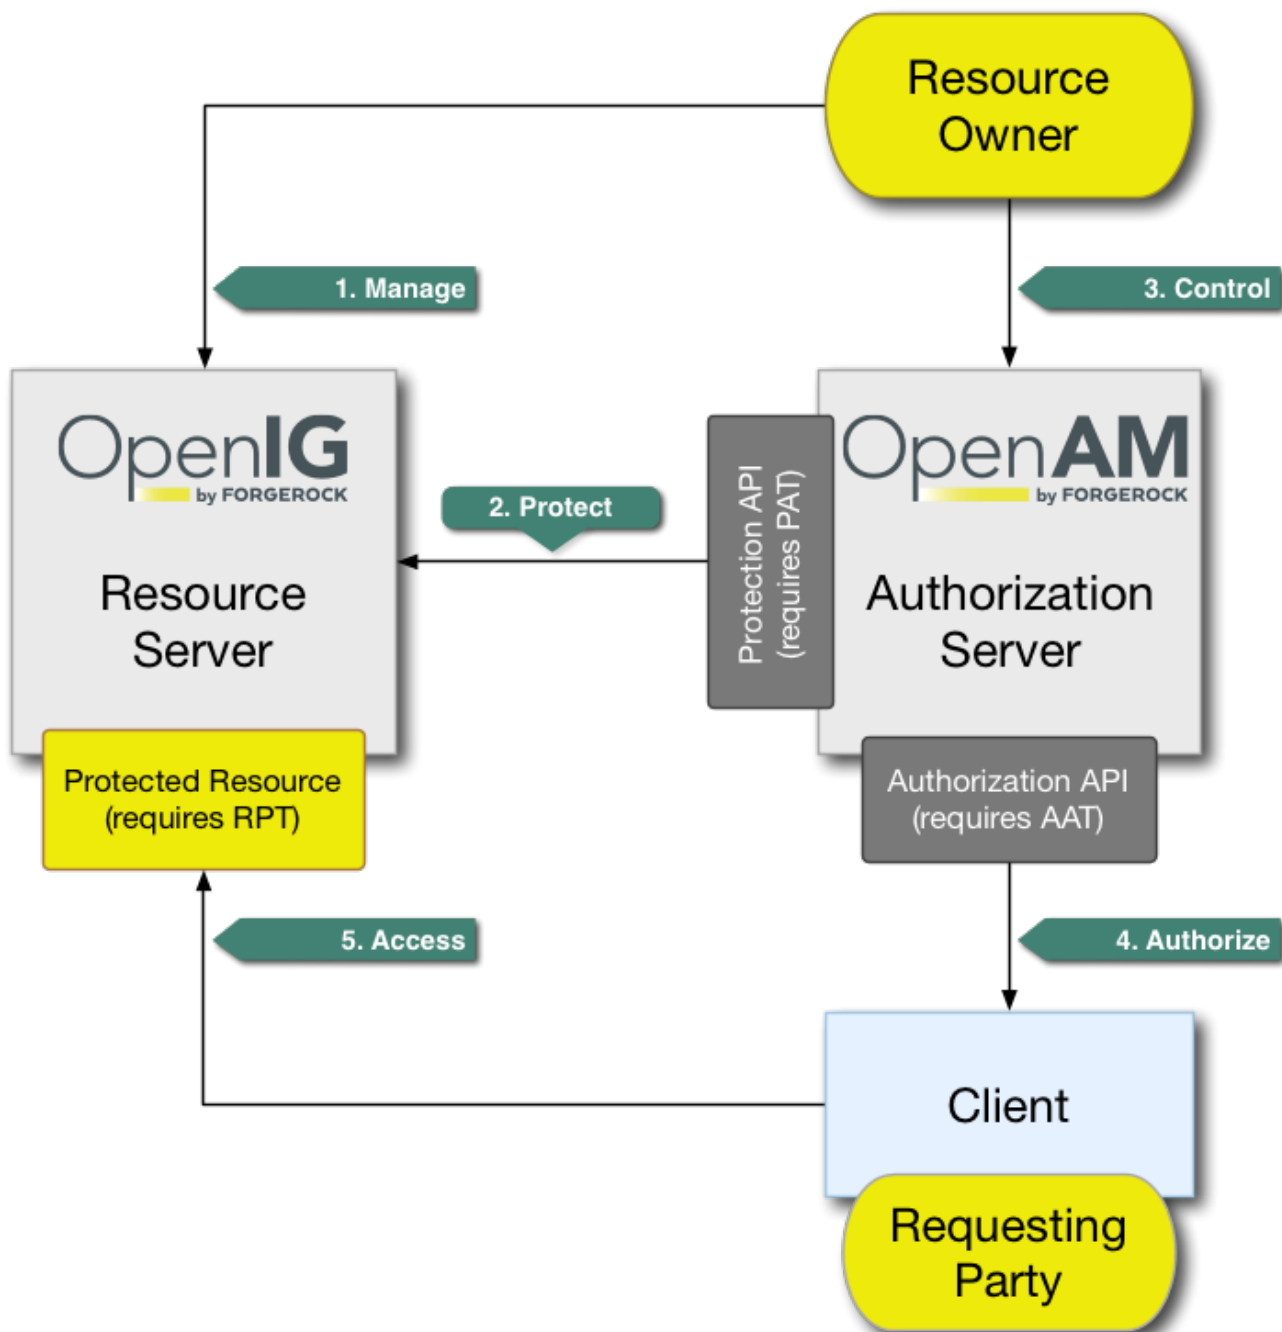 Resource
Owner
1. Manage
3. Control
OpenIG
by FORGEROCK
OpenAM
by FORGEROCK
2. Protect
Protection API
(requires PAT)
Resource
Server
Authorization
Server
Protected Resource
(requires RPT)
Authorization API
(requires AAT)
5. Access
4. Authorize
Client
Requesting
Party